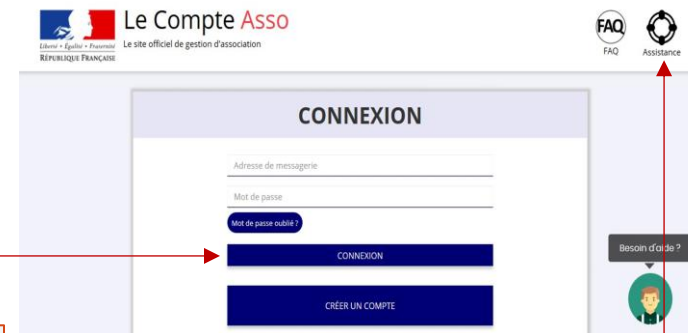 Le Compte Asso
Le site officiel de gestion d'association
Liberté • Égalité • Fraternité
RÉPUBLIQUE FRANÇAISE
FAQ
FAQ
Assistance
CONNEXION
Adresse de messagerie
Mot de passe
Mot de passe oublié ?
CONNEXION
Besoin d'aide ?
CRÉER UN COMPTE